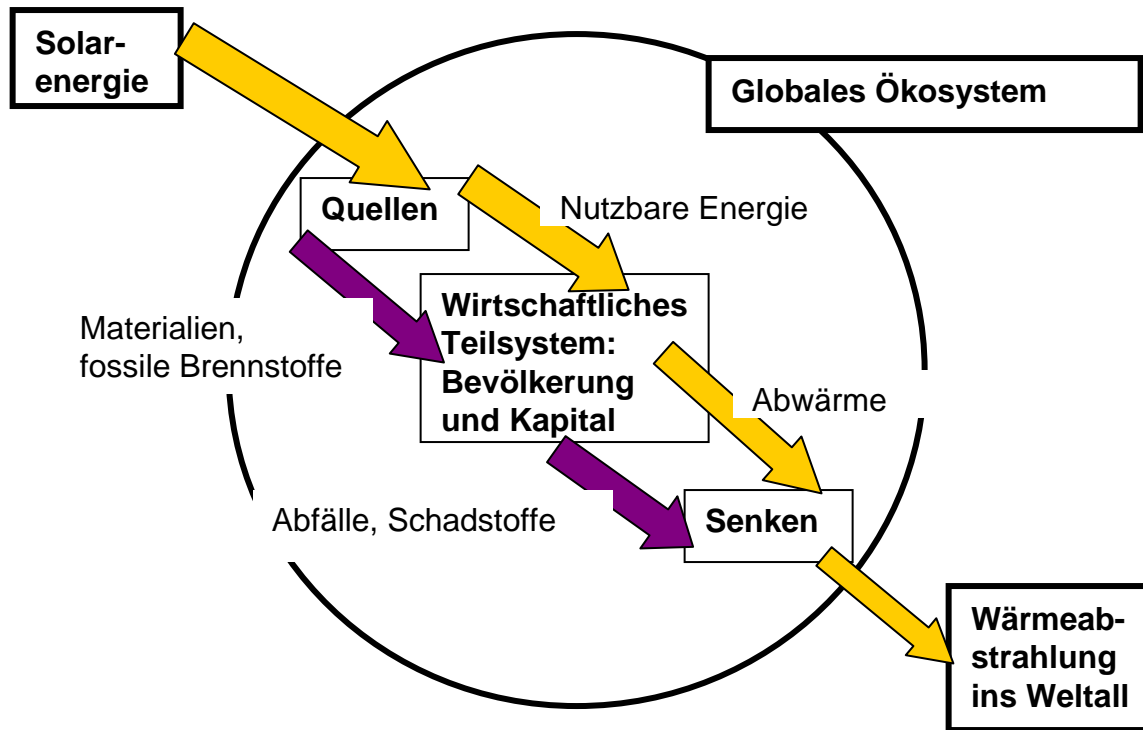 Solar-
energie
Globales Ökosystem
Quellen
Nutzbare Energie
Wirtschaftliches
Teilsystem:
Bevölkerung
und Kapital
Materialien,
fossile Brennstoffe
Abwärme
Abfälle, Schadstoffe
Senken
Wärmeab-
strahlung
ins Weltall